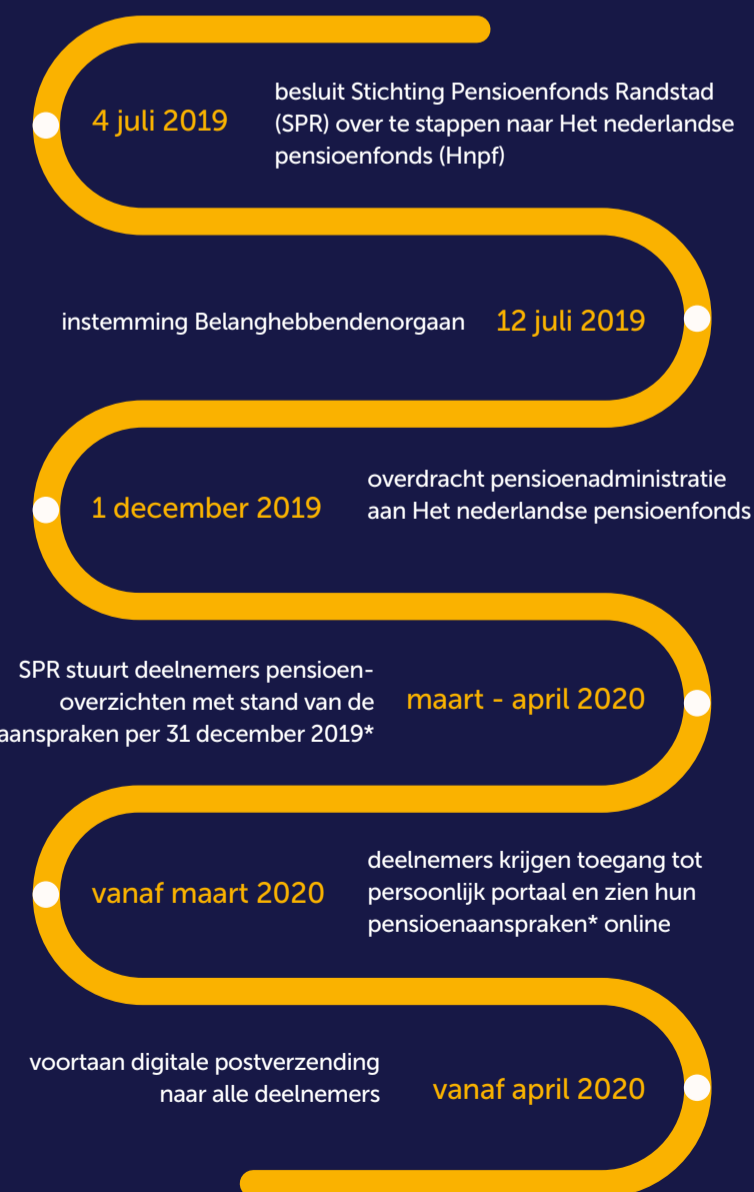 4 juli 2019
besluit Stichting Pensioenfonds Randstad
(SPR) over te stappen naar Het nederlandse
pensioenfonds (Hnpf)
instemming Belanghebbendenorgaan
12 juli 2019
1 december 2019
overdracht pensioenadministratie
aan Het nederlandse pensioenfonds
SPR stuurt deelnemers pensioen-
overzichten met stand van de
aanspraken per 31 december 2019*
maart - april 2020
vanaf maart 2020
deelnemers krijgen toegang tot
persoonlijk portaal en zien hun
pensioenaanspraken* online
voortaan digitale postverzending
naar alle deelnemers
vanaf april 2020